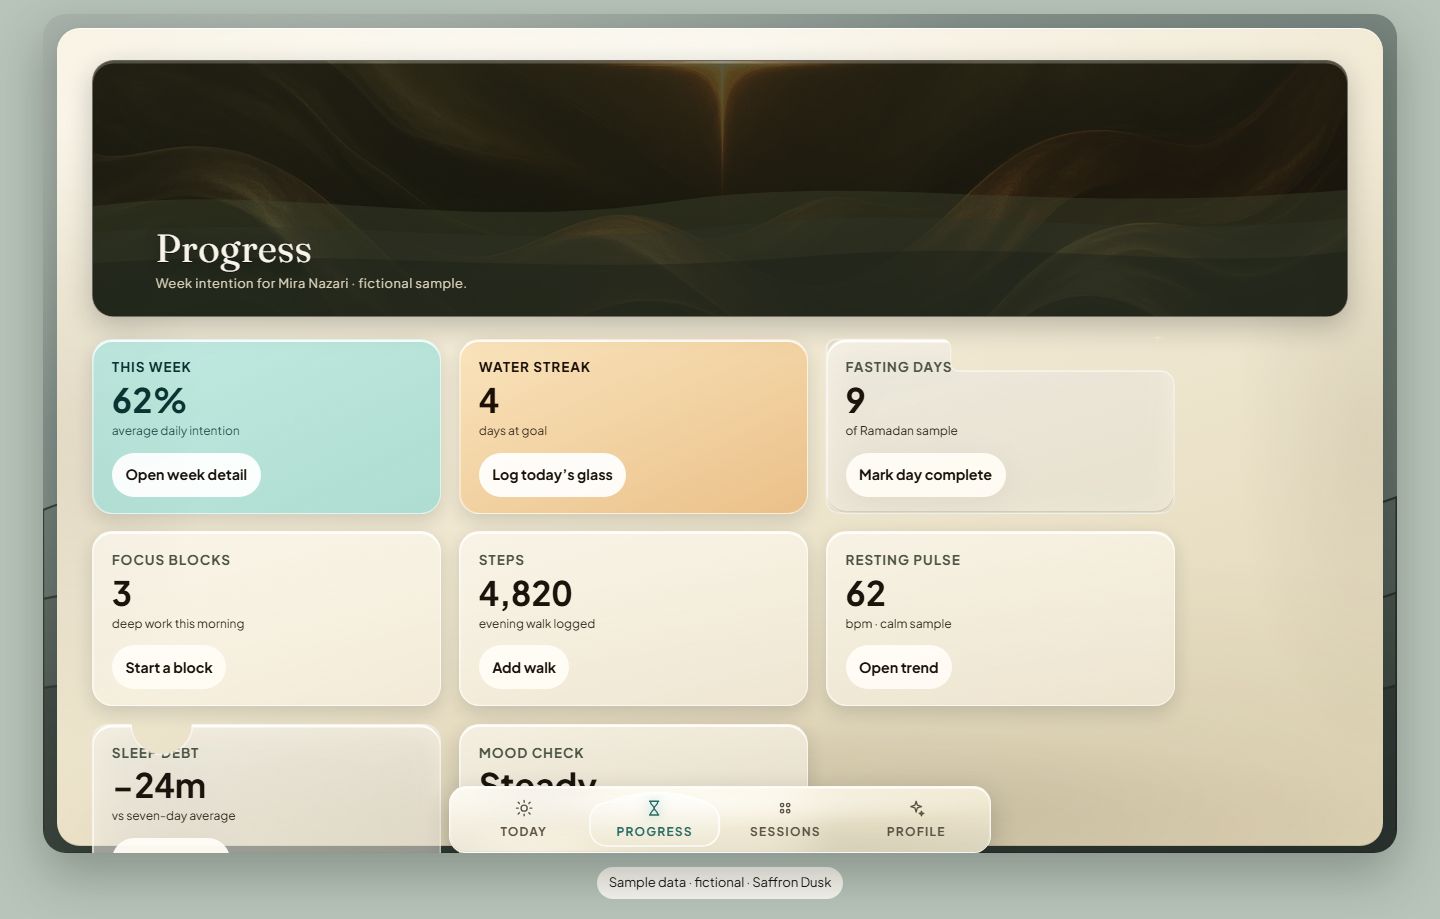 Progress
Week intention for Mira Nazari · fictional sample.
THIS WEEK
62%
average daily intention
Open week detail
WATER STREAK
4
days at goal
Log today’s glass
FASTING DAYS
9
of Ramadan sample
Mark day complete
FOCUS BLOCKS
3
deep work this morning
Start a block
STEPS
4,820
evening walk logged
Add walk
RESTING PULSE
62
bpm · calm sample
Open trend
SLEEP DEBT
−24m
vs seven-day average
MOOD CHECK
Steady
TODAY
PROGRESS
SESSIONS
PROFILE
Sample data · fictional · Saffron Dusk